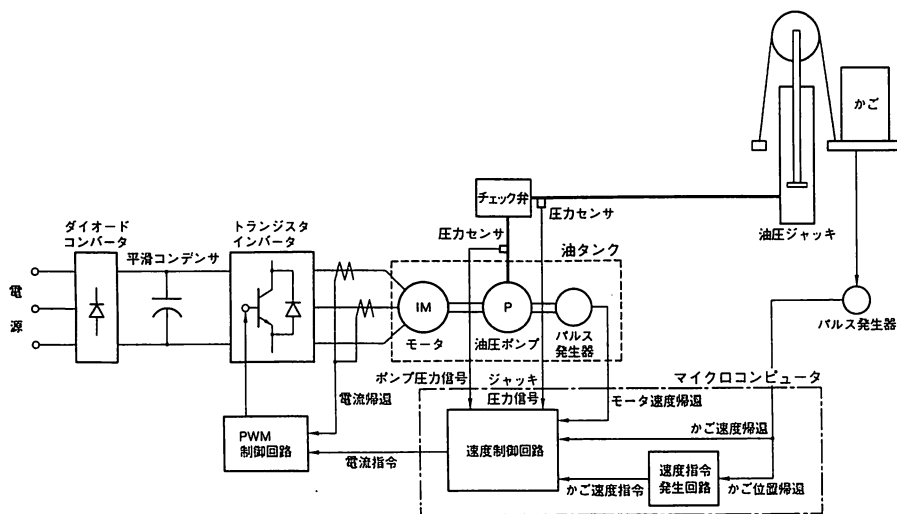 かご
チェック弁
圧力センサ
圧力センサ
油圧ジャッキ
ダイオード
コンバータ
トランジスタ
インバータ
平滑コンデンサ
油タンク
電
源
IM
P
モータ
油圧ポンプ
パルス
発生器
パルス発生器
ポンプ圧力信号
ジャッキ
圧力信号
マイクロコンピュータ
電流帰還
モータ速度帰還
かご速度帰還
PWM
制御回路
電流指令
速度制御回路
かご速度指令
速度指令
発生回路
かご位置帰還